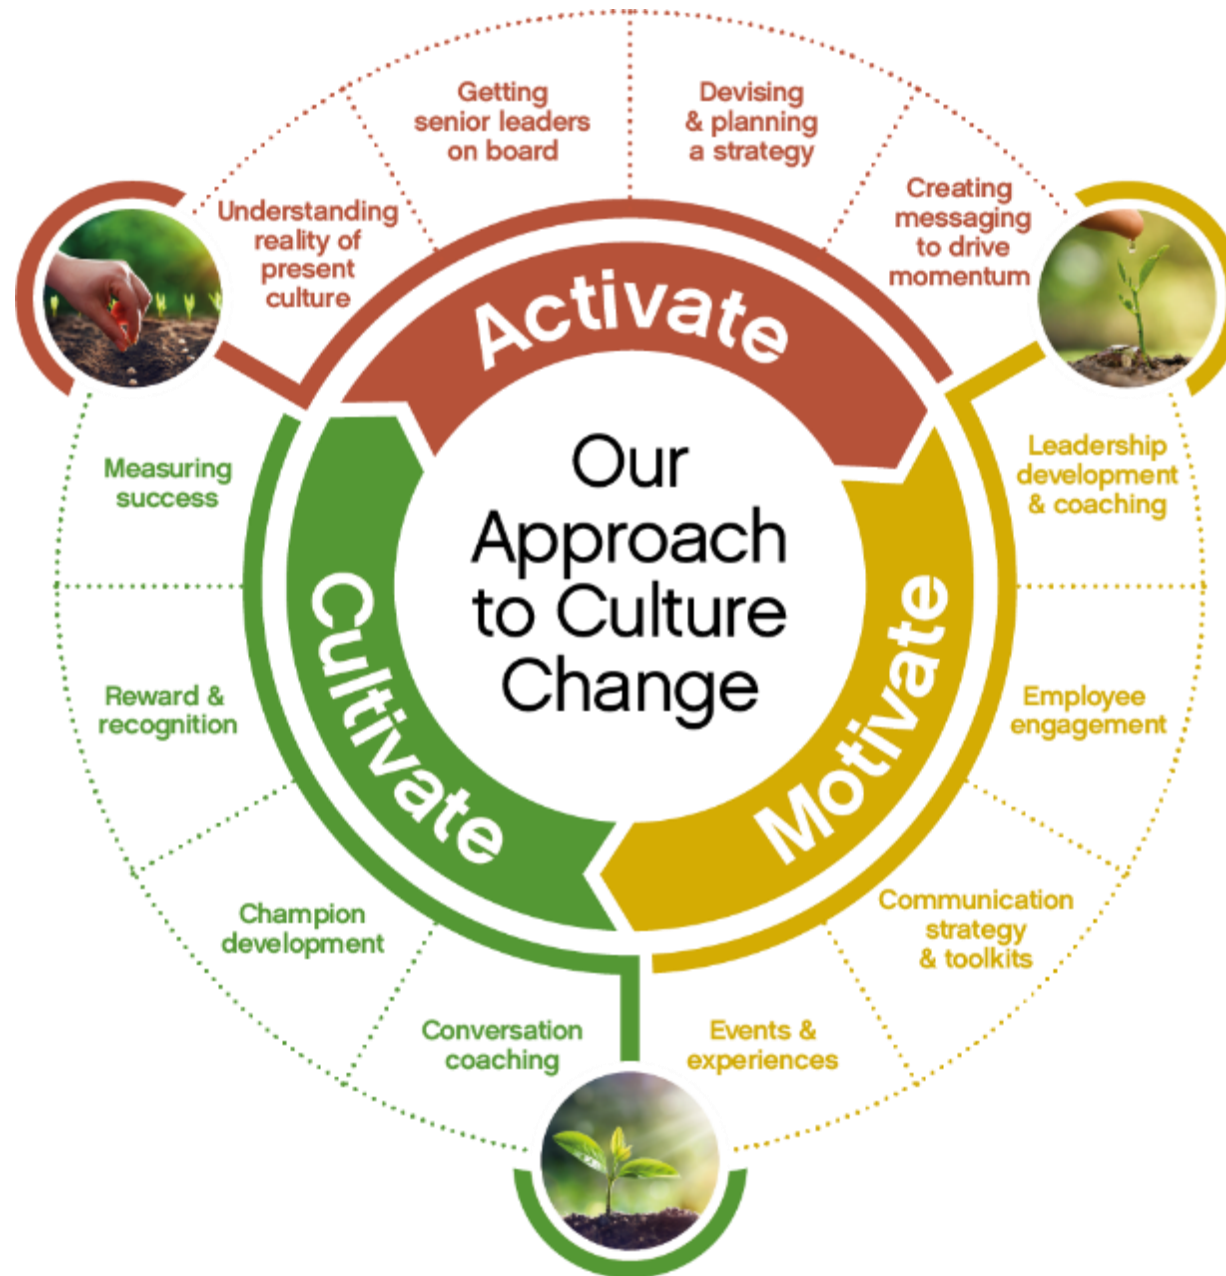 Our
Approach
to Culture
Change
Activate
Understanding
reality of
present
culture
Getting
senior leaders
on board
Devising
& planning
a strategy
Creating
messaging
to drive
momentum
Motivate
Leadership
development
& coaching
Employee
engagement
Communication
strategy
& toolkits
Events &
experiences
Cultivate
Conversation
coaching
Champion
development
Reward &
recognition
Measuring
success